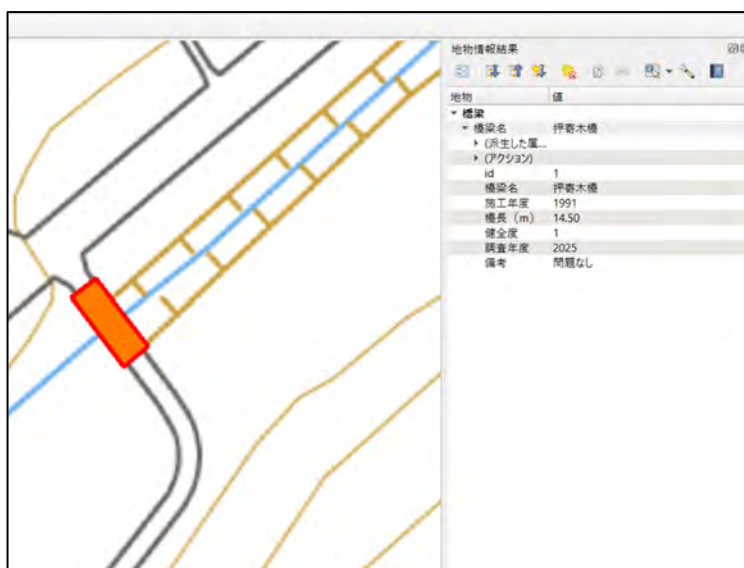 地物情報結果
地物 値
橋梁
橋梁名 押寄木橋
(派生した属...
(アクション)
id 1
橋梁名 押寄木橋
施工年度 1991
橋長（m） 14.50
健全度 1
調査年度 2025
備考 問題なし